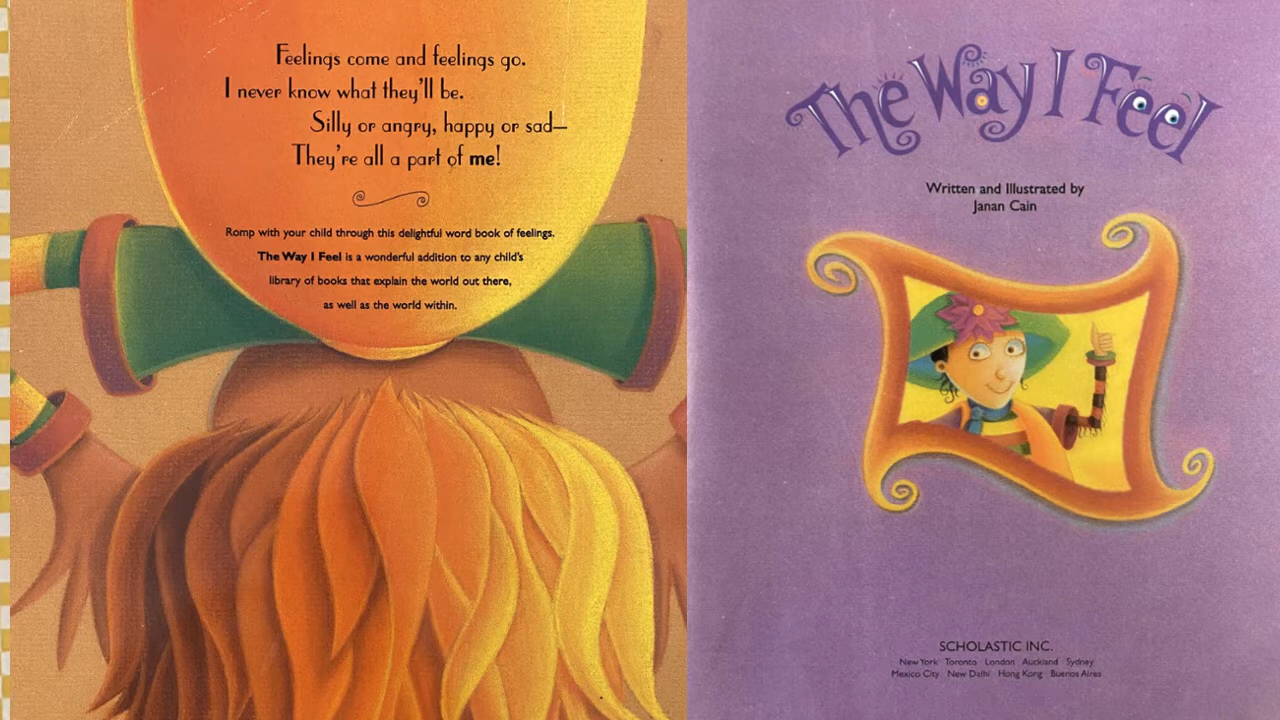 Feelings come and feelings go.
I never know what they'll be.
Silly or angry, happy or sad—
They're all a part of me!
Romp with your child through this delightful word book of feelings.
The Way I Feel is a wonderful addition to any child's
library of books that explain the world out there,
as well as the world within.
The Way I Feel
Written and Illustrated by
Janan Cain
SCHOLASTIC INC.
New York Toronto London Auckland Sydney
Mexico City New Delhi Hong Kong Buenos Aires